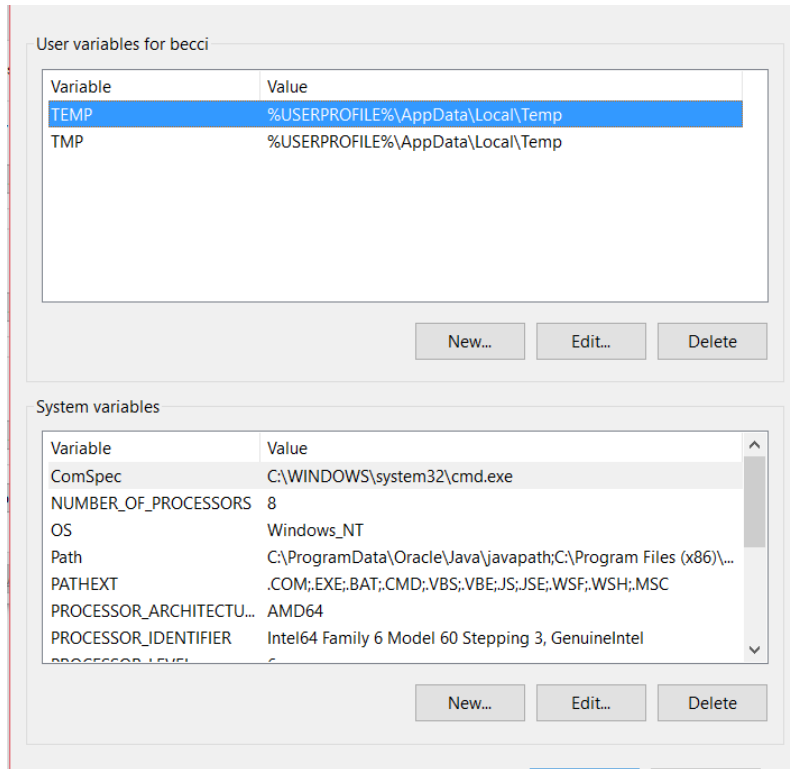 User variables for becci
Variable Value
TEMP %USERPROFILE%\AppData\Local\Temp
TMP %USERPROFILE%\AppData\Local\Temp
New... Edit... Delete
System variables
Variable Value
ComSpec C:\WINDOWS\system32\cmd.exe
NUMBER_OF_PROCESSORS 8
OS Windows_NT
Path C:\ProgramData\Oracle\Java\javapath;C:\Program Files (x86)\...
PATHEXT .COM;.EXE;.BAT;.CMD;.VBS;.VBE;.JS;.JSE;.WSF;.WSH;.MSC
PROCESSOR_ARCHITECTU... AMD64
PROCESSOR_IDENTIFIER Intel64 Family 6 Model 60 Stepping 3, GenuineIntel
PROCESSOR_LEVEL 6
New... Edit... Delete